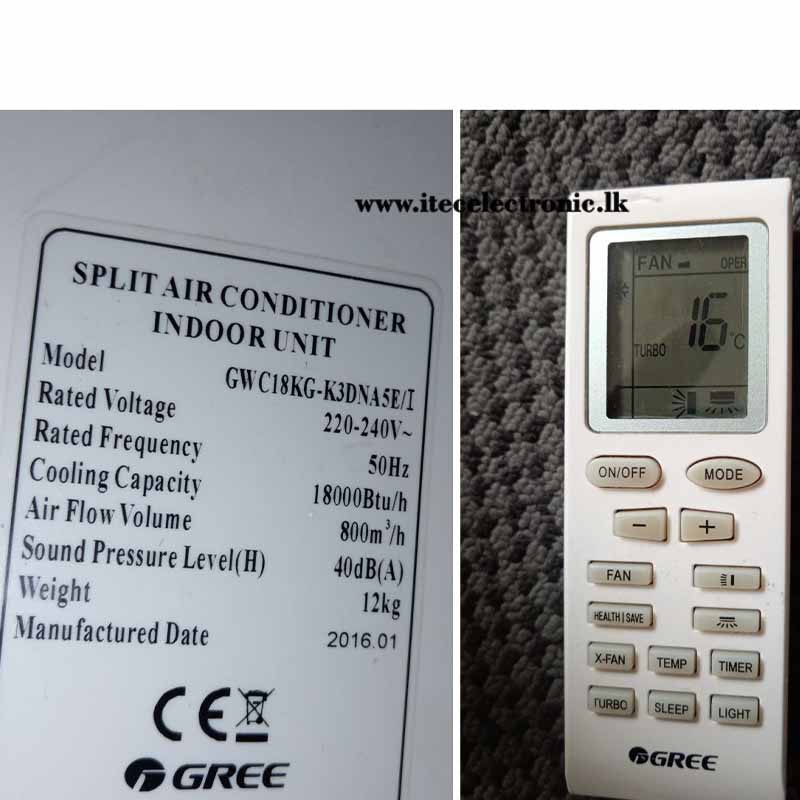 www.itecelectronic.lk
SPLIT AIR CONDITIONER
INDOOR UNIT
Model GWC18KG-K3DNA5E/I
Rated Voltage 220-240V~
Rated Frequency 50Hz
Cooling Capacity 18000Btu/h
Air Flow Volume 800m³/h
Sound Pressure Level(H) 40dB(A)
Weight 12kg
Manufactured Date 2016.01
CE
GREE
FAN OPER
16°C
TURBO
ON/OFF MODE
- +
FAN
HEALTH | SAVE
X-FAN TEMP TIMER
TURBO SLEEP LIGHT
GREE